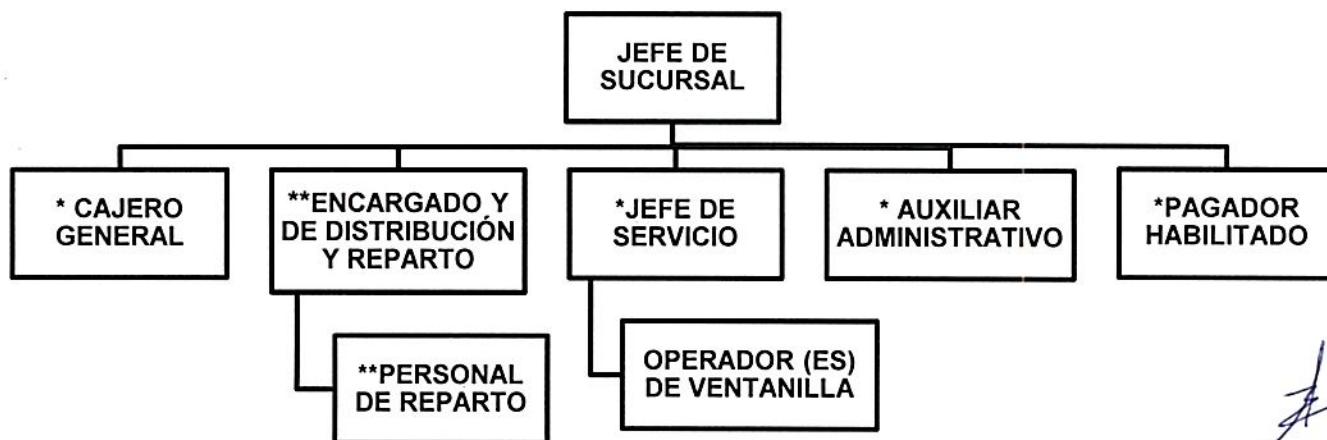 JEFE DE
SUCURSAL
* CAJERO
GENERAL
**ENCARGADO Y
DE DISTRIBUCIÓN
Y REPARTO
*JEFE DE
SERVICIO
* AUXILIAR
ADMINISTRATIVO
*PAGADOR
HABILITADO
**PERSONAL
DE REPARTO
OPERADOR (ES)
DE VENTANILLA